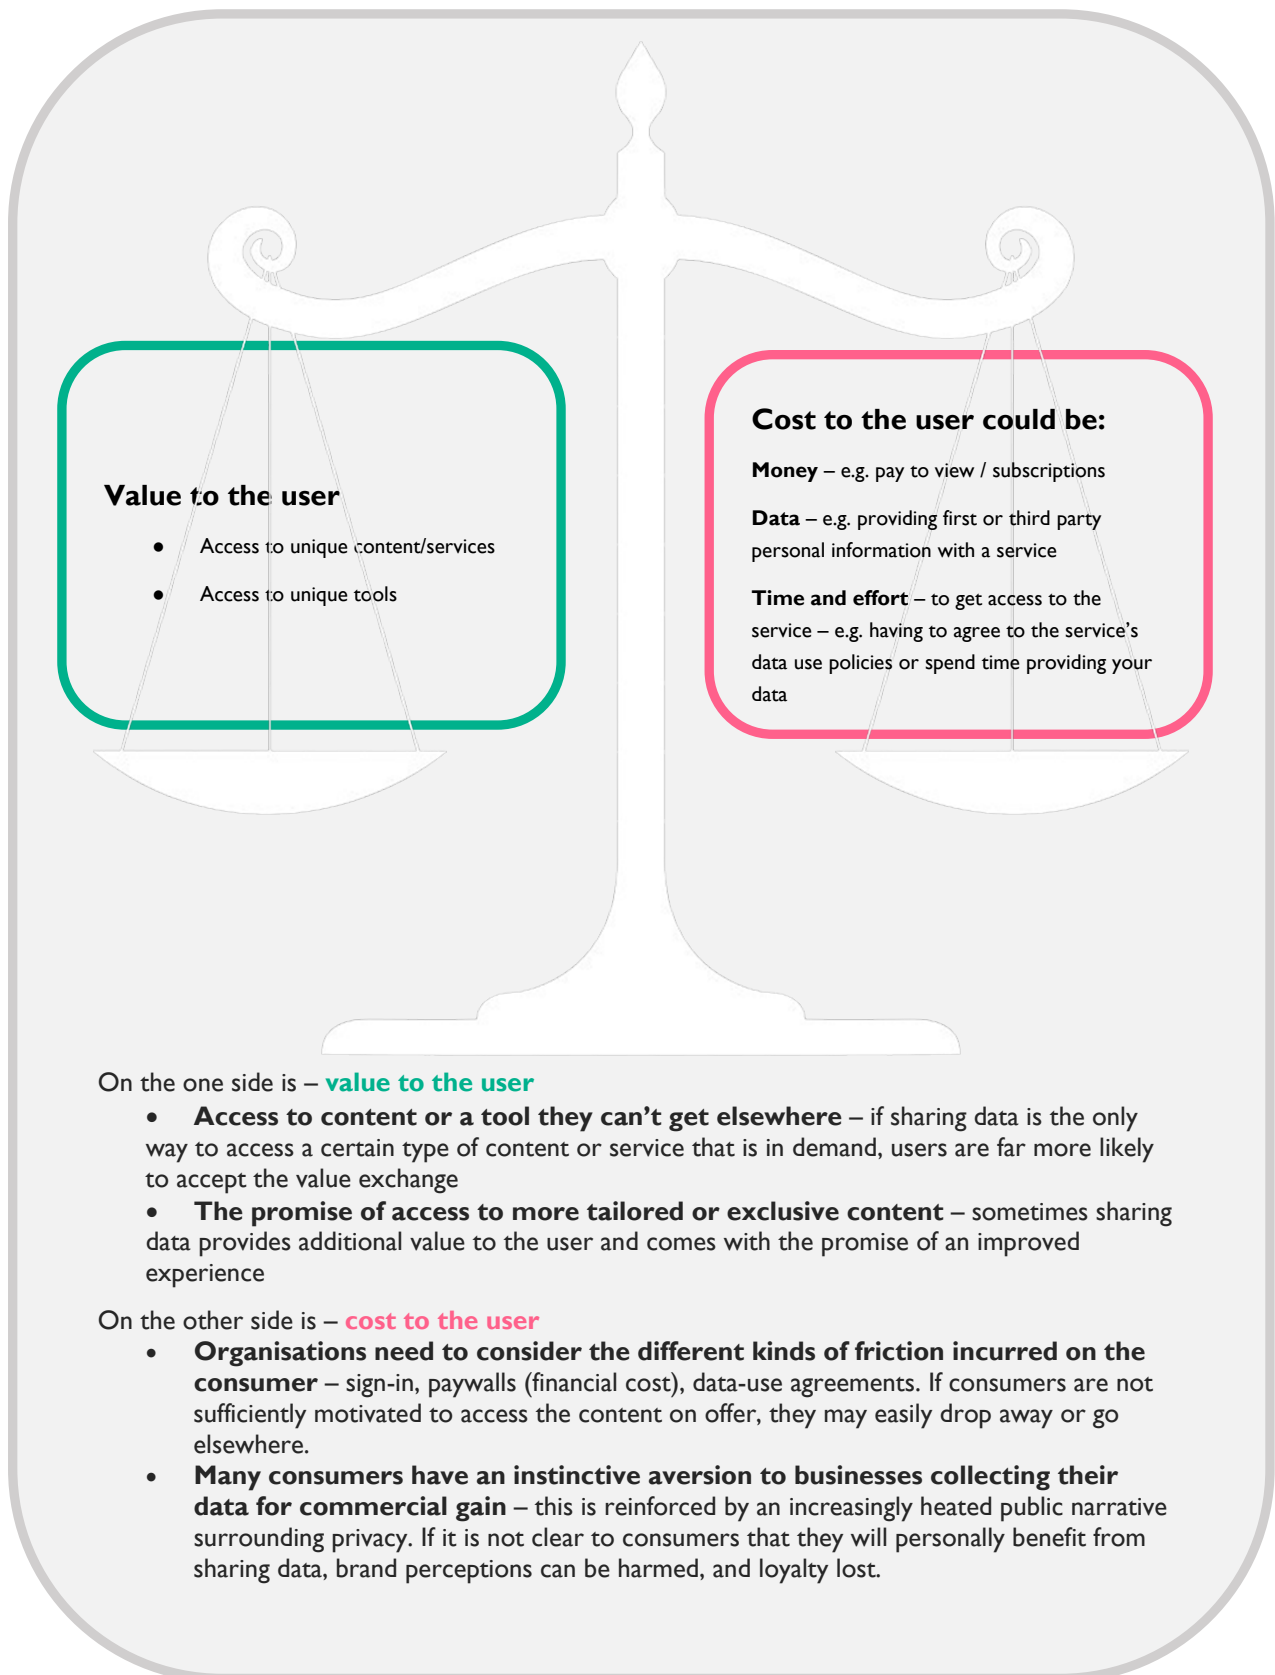 Value to the user
● Access to unique content/services
● Access to unique tools
Cost to the user could be:
Money – e.g. pay to view / subscriptions
Data – e.g. providing first or third party
personal information with a service
Time and effort – to get access to the
service – e.g. having to agree to the service’s
data use policies or spend time providing your
data
On the one side is – value to the user
• Access to content or a tool they can’t get elsewhere – if sharing data is the only
way to access a certain type of content or service that is in demand, users are far more likely
to accept the value exchange
• The promise of access to more tailored or exclusive content – sometimes sharing
data provides additional value to the user and comes with the promise of an improved
experience
On the other side is – cost to the user
• Organisations need to consider the different kinds of friction incurred on the
consumer – sign-in, paywalls (financial cost), data-use agreements. If consumers are not
sufficiently motivated to access the content on offer, they may easily drop away or go
elsewhere.
• Many consumers have an instinctive aversion to businesses collecting their
data for commercial gain – this is reinforced by an increasingly heated public narrative
surrounding privacy. If it is not clear to consumers that they will personally benefit from
sharing data, brand perceptions can be harmed, and loyalty lost.